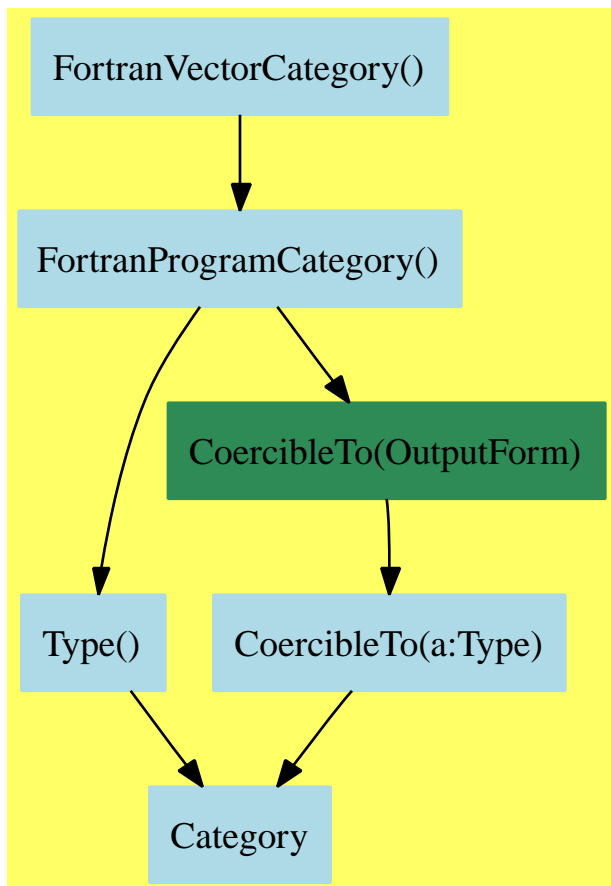 FortranVectorCategory()
FortranProgramCategory()
CoercibleTo(OutputForm)
Type()
CoercibleTo(a:Type)
Category